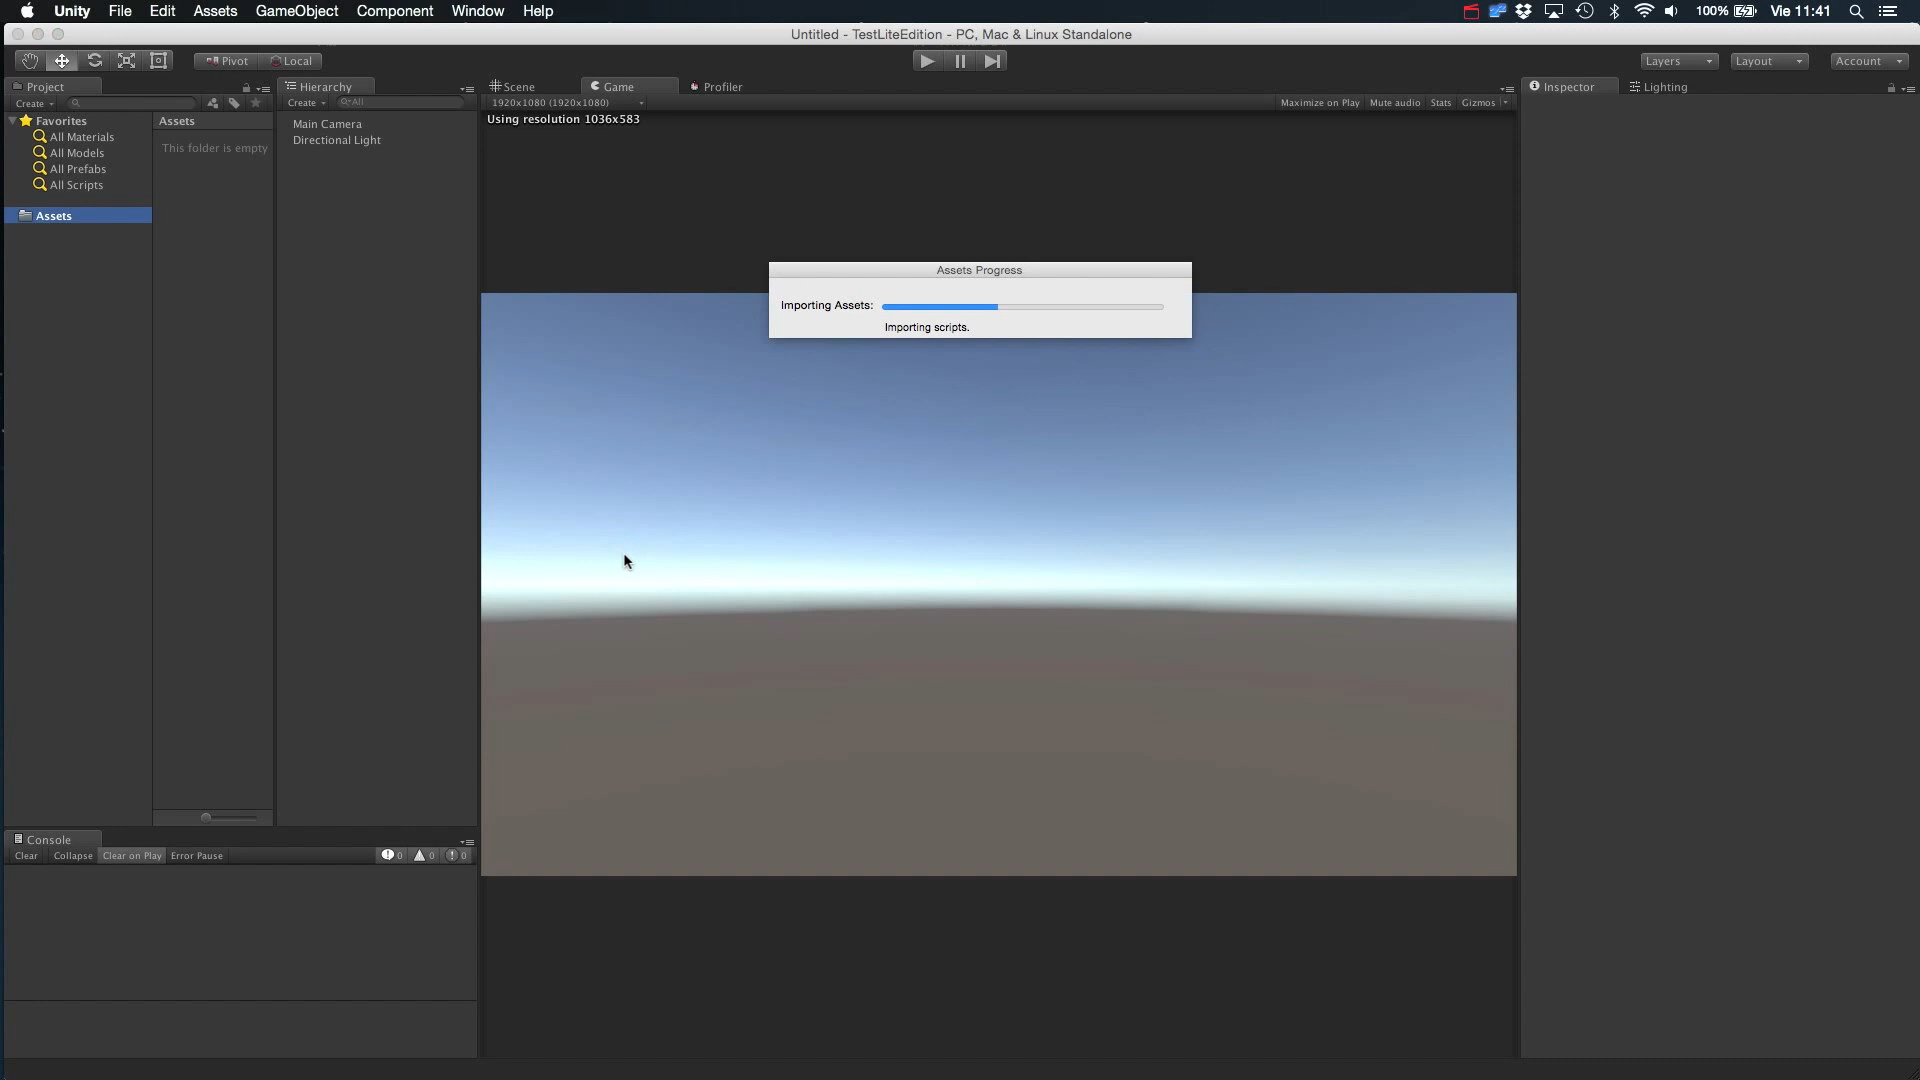 Unity File Edit Assets GameObject Component Window Help 100% Vie 11:41
Untitled - TestLiteEdition - PC, Mac & Linux Standalone
Pivot Local Layers Layout Account
Project Hierarchy Scene Game Profiler Inspector Lighting
Create Create All 1920x1080 (1920x1080) Maximize on Play Mute audio Stats Gizmos
Favorites
All Materials
All Models
All Prefabs
All Scripts
Assets
Assets
This folder is empty
Main Camera
Directional Light
Using resolution 1036x583
Assets Progress
Importing Assets:
Importing scripts.
Console
Clear Collapse Clear on Play Error Pause 0 0 0